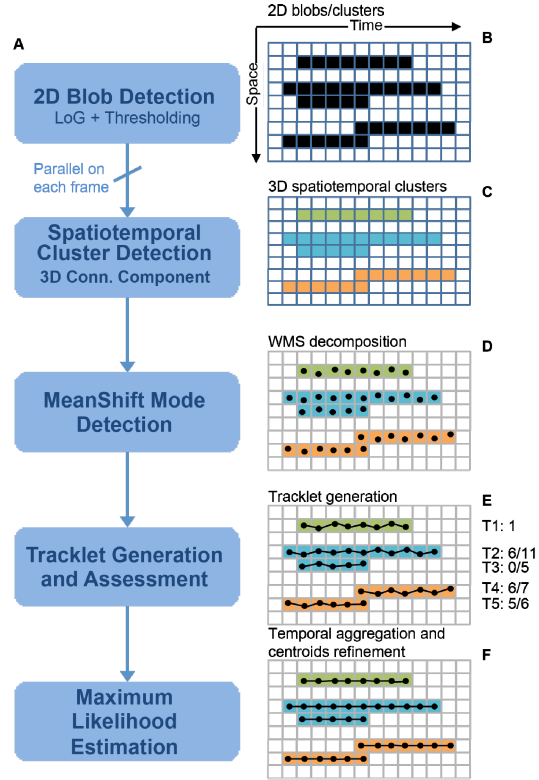 A
2D Blob Detection
LoG + Thresholding
Parallel on
each frame
Spatiotemporal
Cluster Detection
3D Conn. Component
MeanShift Mode
Detection
Tracklet Generation
and Assessment
Maximum
Likelihood
Estimation
2D blobs/clusters
Time
Space
B
3D spatiotemporal clusters
C
WMS decomposition
D
Tracklet generation
E
T1: 1
T2: 6/11
T3: 0/5
T4: 6/7
T5: 5/6
Temporal aggregation and
centroids refinement
F